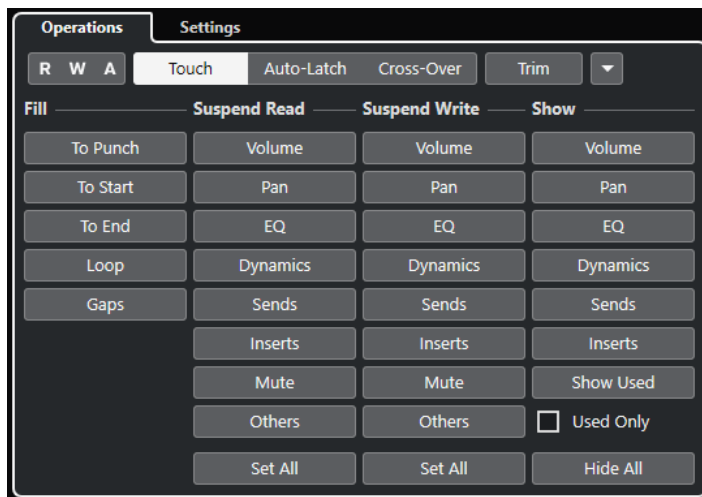 Operations Settings
R W A Touch Auto-Latch Cross-Over Trim
Fill Suspend Read Suspend Write Show
To Punch Volume Volume Volume
To Start Pan Pan Pan
To End EQ EQ EQ
Loop Dynamics Dynamics Dynamics
Gaps Sends Sends Sends
Inserts Inserts Inserts
Mute Mute Show Used
Others Others Used Only
Set All Set All Hide All